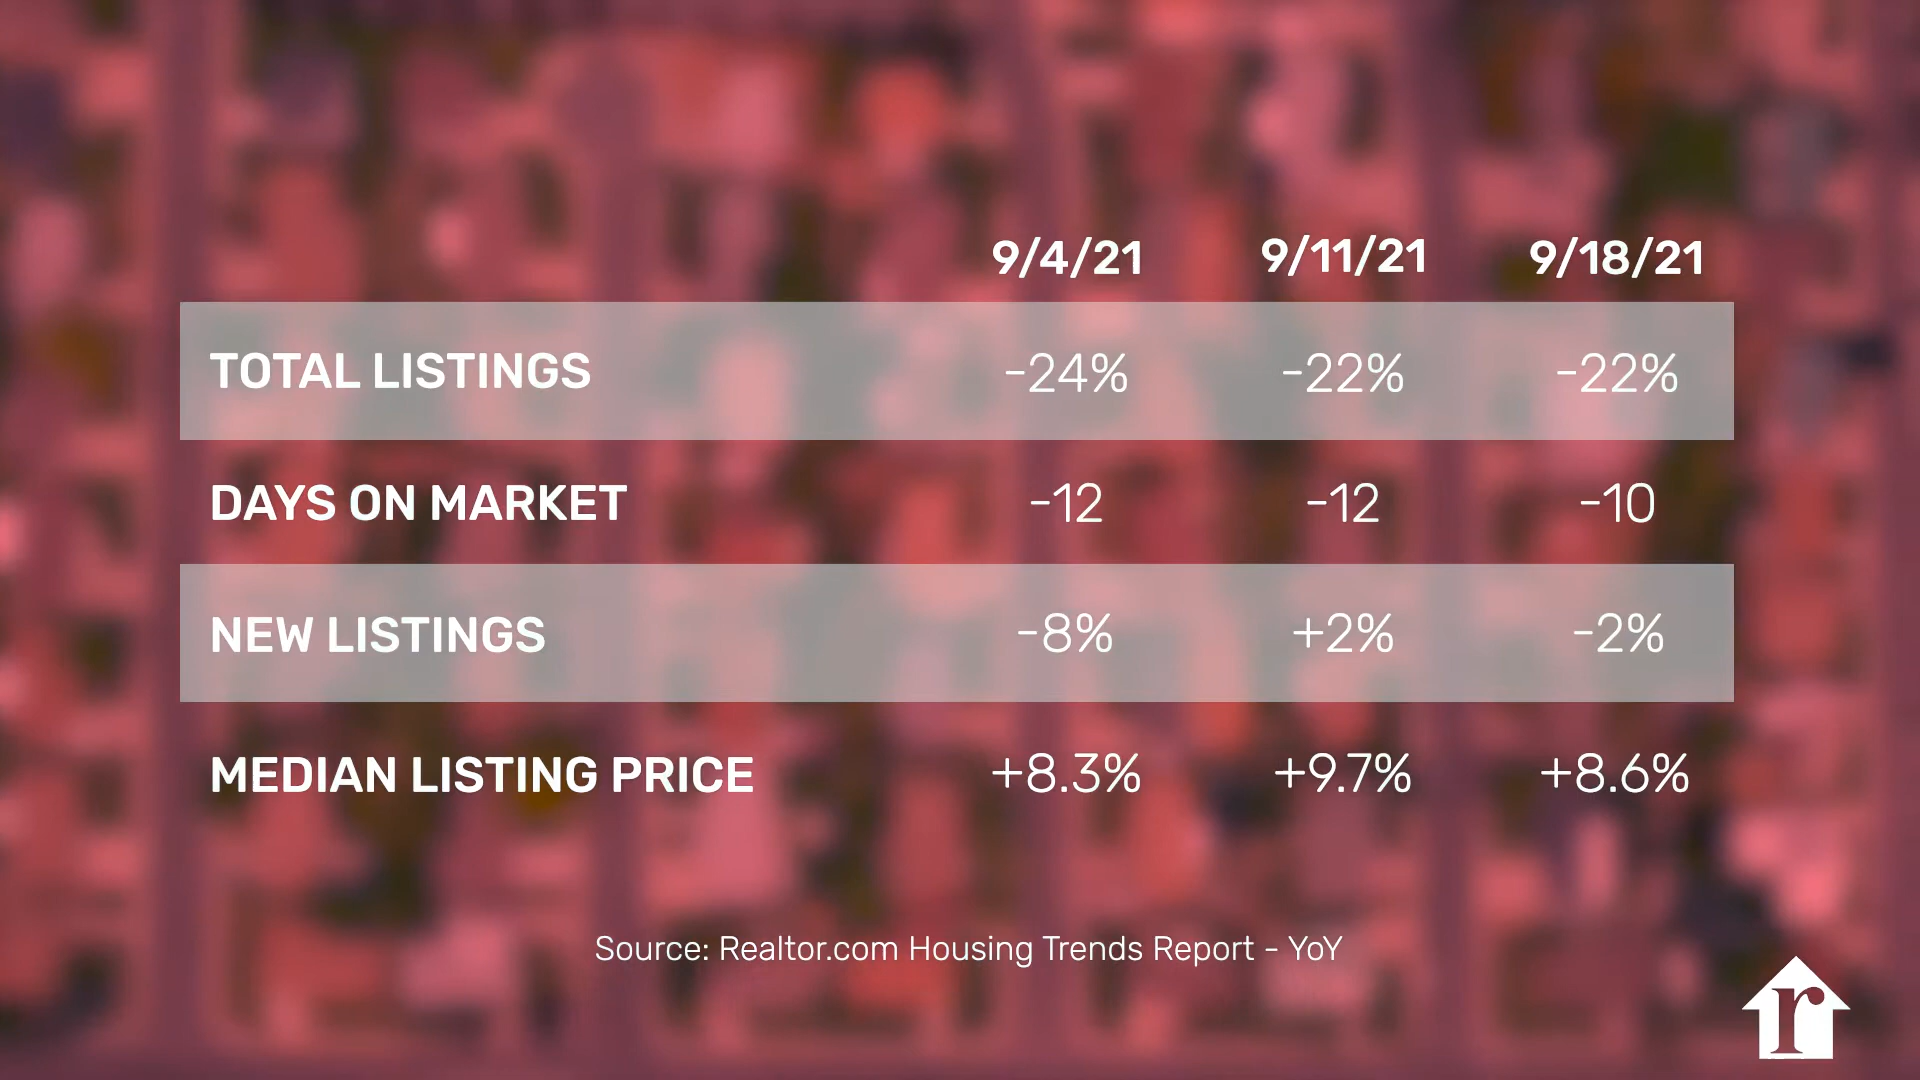 9/4/21 9/11/21 9/18/21
TOTAL LISTINGS -24% -22% -22%
DAYS ON MARKET -12 -12 -10
NEW LISTINGS -8% +2% -2%
MEDIAN LISTING PRICE +8.3% +9.7% +8.6%
Source: Realtor.com Housing Trends Report - YoY
r